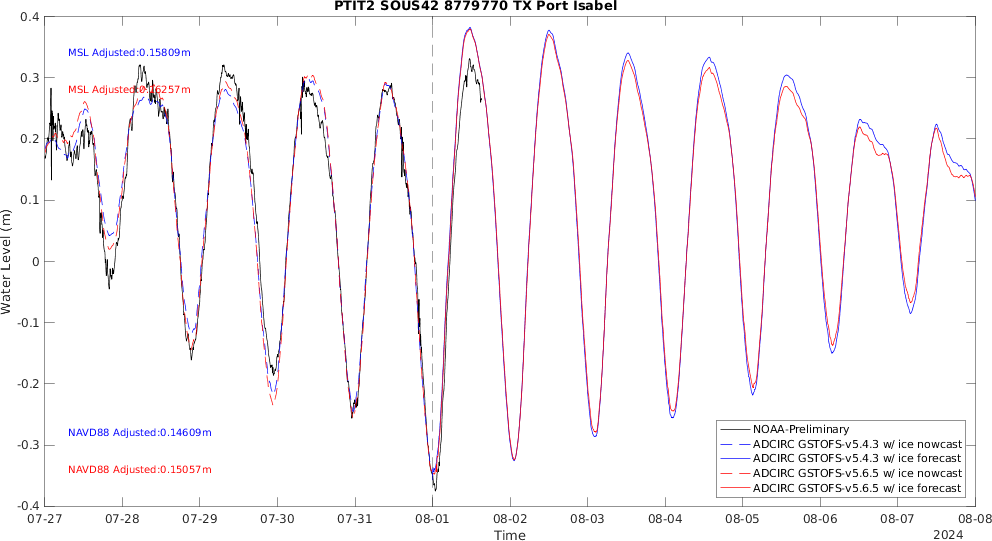 PTIT2 SOUS42 8779770 TX Port Isabel
0.4
0.3
0.2
0.1
0
-0.1
-0.2
-0.3
-0.4
Water Level (m)
MSL Adjusted:0.15809m
MSL Adjusted:0.16257m
NAVD88 Adjusted:0.14609m
NAVD88 Adjusted:0.15057m
NOAA-Preliminary
ADCIRC GSTOFS-v5.4.3 w/ ice nowcast
ADCIRC GSTOFS-v5.4.3 w/ ice forecast
ADCIRC GSTOFS-v5.6.5 w/ ice nowcast
ADCIRC GSTOFS-v5.6.5 w/ ice forecast
07-27 07-28 07-29 07-30 07-31 08-01 08-02 08-03 08-04 08-05 08-06 08-07 08-08
Time
2024